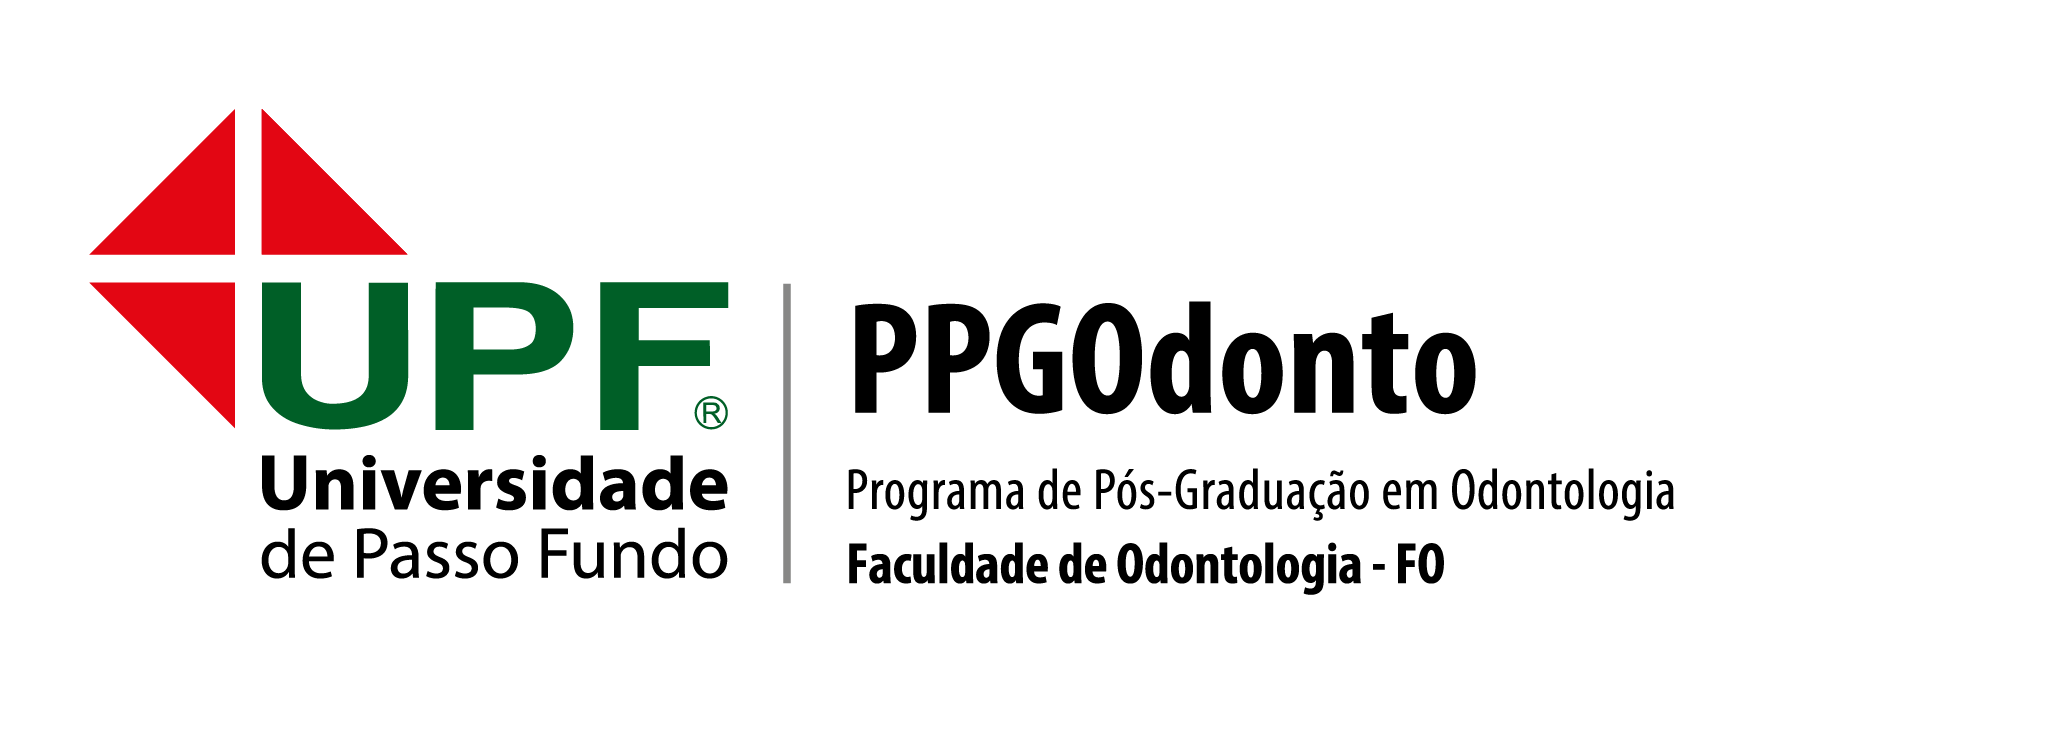 UPF®
Universidade
de Passo Fundo
PPGOdonto
Programa de Pós-Graduação em Odontologia
Faculdade de Odontologia - FO